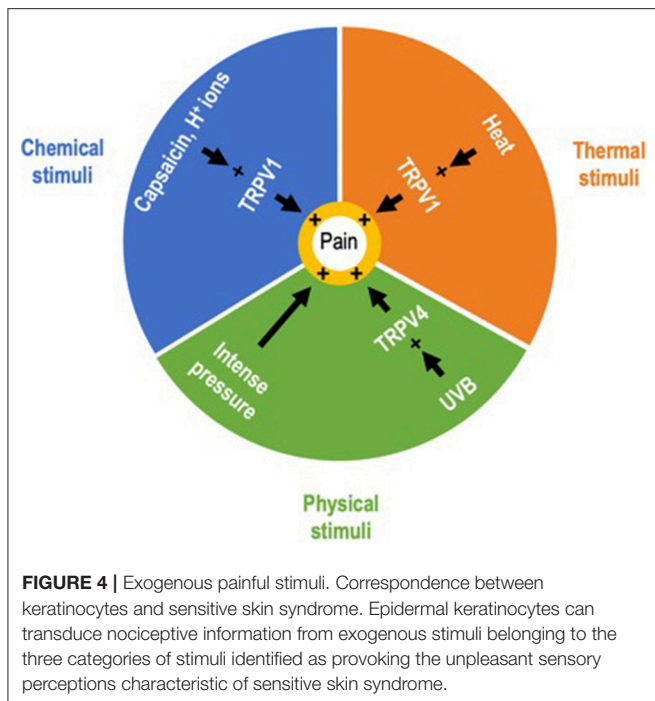 Capsaicin, H⁺ ions
+
TRPV1
Chemical
stimuli
Heat
+
TRPV1
Thermal
stimuli
+
+
Pain
+
+
Intense
pressure
TRPV4
+
UVB
Physical
stimuli
FIGURE 4 | Exogenous painful stimuli. Correspondence between
keratinocytes and sensitive skin syndrome. Epidermal keratinocytes can
transduce nociceptive information from exogenous stimuli belonging to the
three categories of stimuli identified as provoking the unpleasant sensory
perceptions characteristic of sensitive skin syndrome.